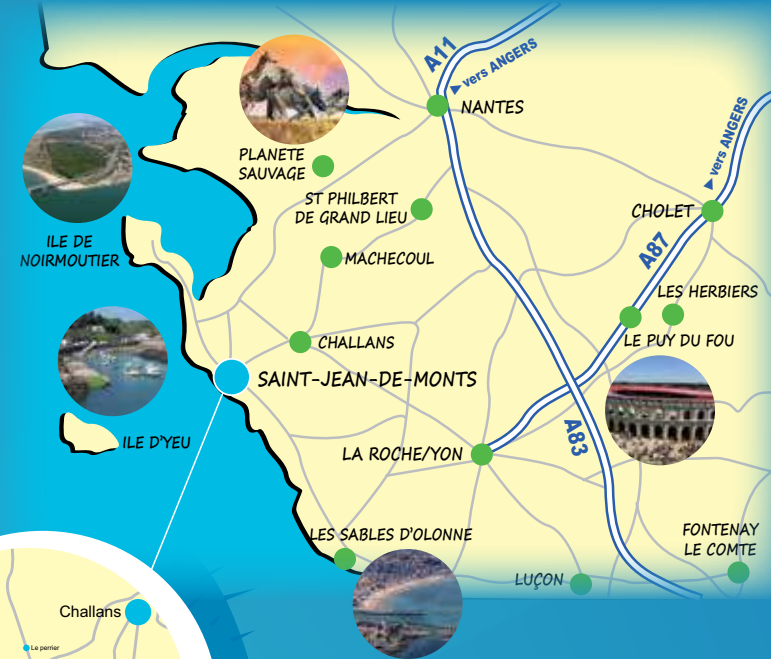 A11
vers ANGERS
NANTES
vers ANGERS
PLANETE
SAUVAGE
ST PHILBERT
DE GRAND LIEU
CHOLET
ILE DE
NOIRMOUTIER
MACHECOUL
A87
LES HERBIERS
CHALLANS
LE PUY DU FOU
SAINT-JEAN-DE-MONTS
ILE D'YEU
LA ROCHE/YON
A83
LES SABLES D'OLONNE
FONTENAY
LE COMTE
LUÇON
Challans
Le perrier